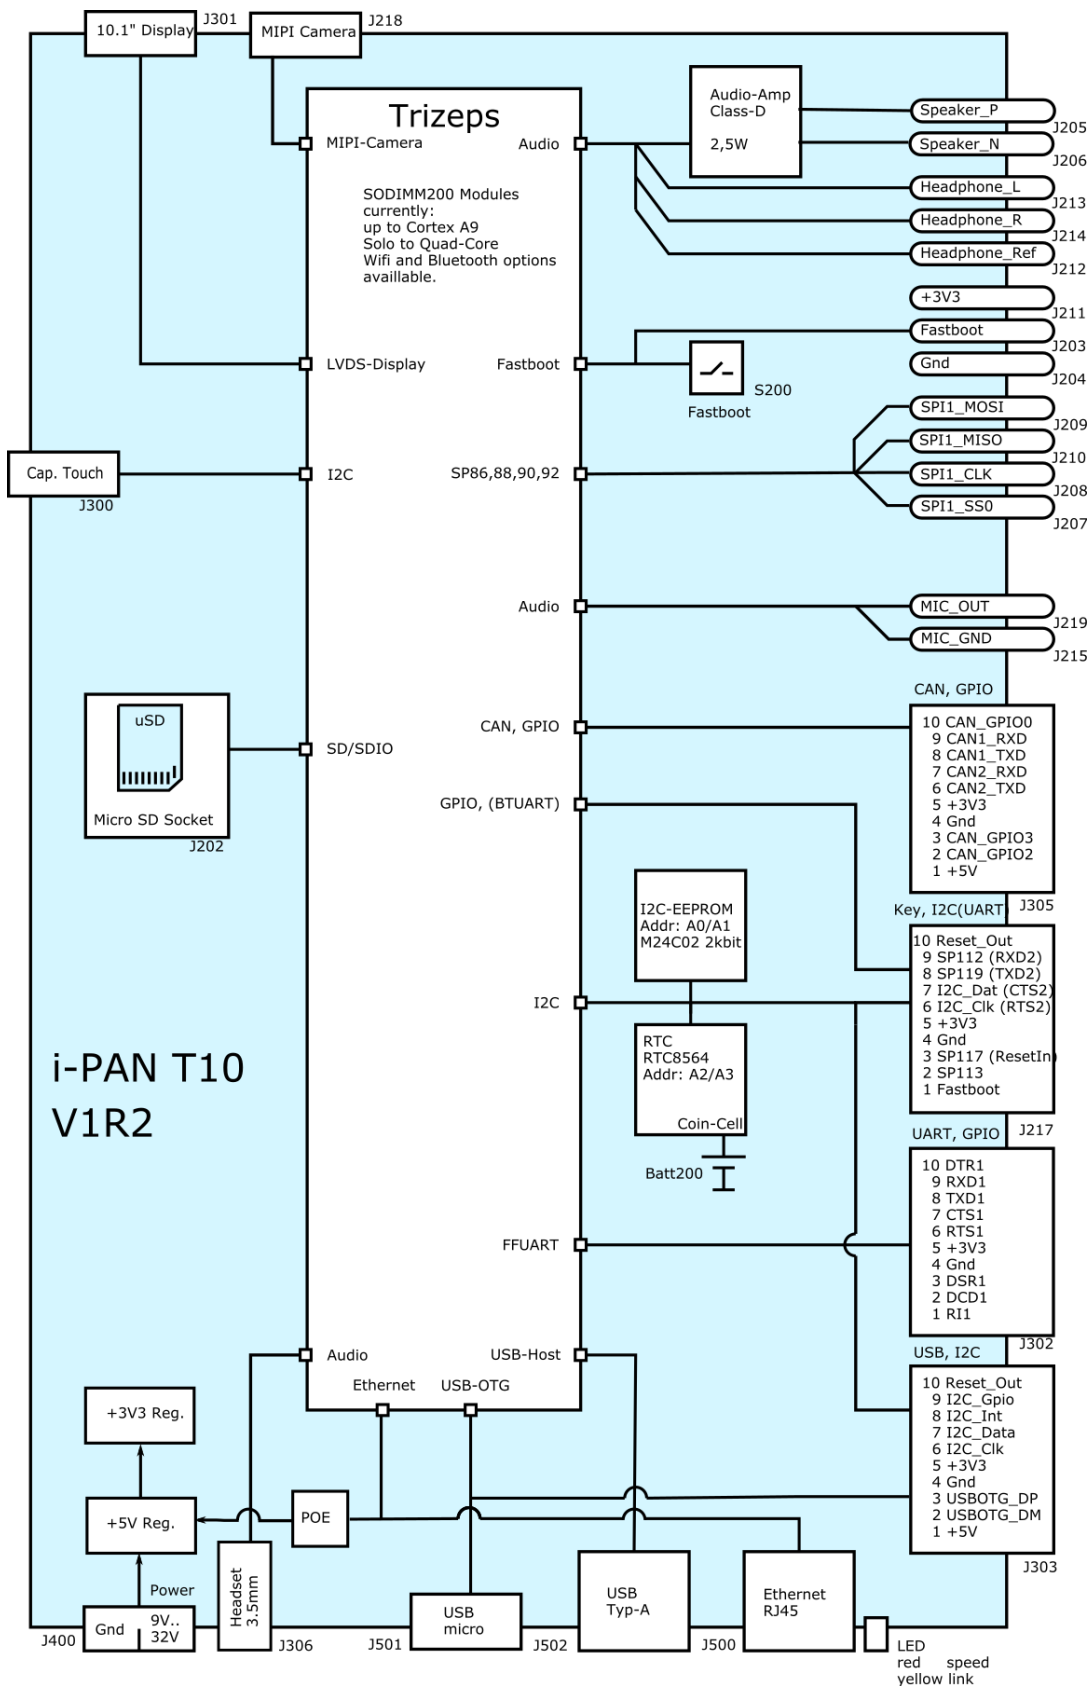 10.1" Display
J301
MIPI Camera
J218
Trizeps
MIPI-Camera
Audio
SODIMM200 Modules
currently:
up to Cortex A9
Solo to Quad-Core
Wifi and Bluetooth options
availlable.
Audio-Amp
Class-D
2,5W
Speaker_P
J205
Speaker_N
J206
Headphone_L
J213
Headphone_R
J214
Headphone_Ref
J212
+3V3
J211
Fastboot
J203
Gnd
J204
LVDS-Display
Fastboot
S200
Fastboot
SPI1_MOSI
J209
SPI1_MISO
J210
SPI1_CLK
J208
SPI1_SS0
J207
Cap. Touch
J300
I2C
SP86,88,90,92
Audio
MIC_OUT
J219
MIC_GND
J215
uSD
Micro SD Socket
J202
SD/SDIO
CAN, GPIO
CAN, GPIO
10 CAN_GPIO0
9 CAN1_RXD
8 CAN1_TXD
7 CAN2_RXD
6 CAN2_TXD
5 +3V3
4 Gnd
3 CAN_GPIO3
2 CAN_GPIO2
1 +5V
J305
GPIO, (BTUART)
I2C-EEPROM
Addr: A0/A1
M24C02 2kbit
Key, I2C(UART)
10 Reset_Out
9 SP112 (RXD2)
8 SP119 (TXD2)
7 I2C_Dat (CTS2)
6 I2C_Clk (RTS2)
5 +3V3
4 Gnd
3 SP117 (ResetIn)
2 SP113
1 Fastboot
J217
I2C
RTC
RTC8564
Addr: A2/A3
Coin-Cell
Batt200
i-PAN T10
V1R2
UART, GPIO
10 DTR1
9 RXD1
8 TXD1
7 CTS1
6 RTS1
5 +3V3
4 Gnd
3 DSR1
2 DCD1
1 RI1
J302
FFUART
Audio
USB-Host
Ethernet
USB-OTG
USB, I2C
10 Reset_Out
9 I2C_Gpio
8 I2C_Int
7 I2C_Data
6 I2C_Clk
5 +3V3
4 Gnd
3 USBOTG_DP
2 USBOTG_DM
1 +5V
J303
+3V3 Reg.
+5V Reg.
POE
Power
Gnd
9V..
32V
J400
Headset
3.5mm
J306
USB
micro
J501
USB
Typ-A
J502
Ethernet
RJ45
J500
LED
red speed
yellow link